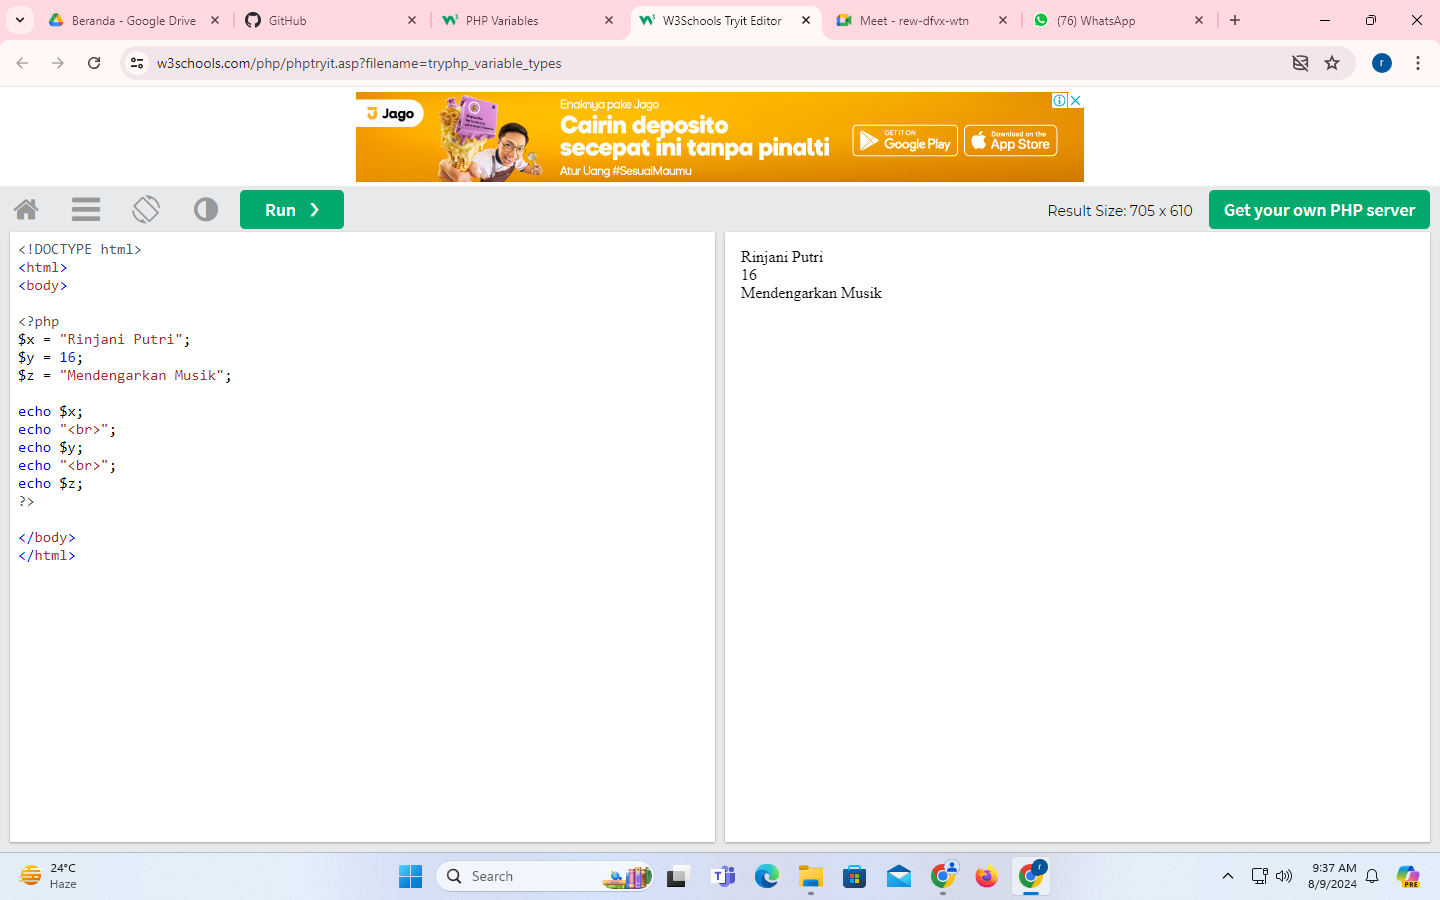 Beranda - Google Drive
GitHub
PHP Variables
W3Schools Tryit Editor
Meet - rew-dfvx-wtn
(76) WhatsApp
w3schools.com/php/phptryit.asp?filename=tryphp_variable_types
r
Jago
Enaknya pake Jago
Cairin deposito
secepat ini tanpa pinalti
Atur Uang #SesuaiMaumu
GET IT ON
Google Play
Download on the
App Store
Run ❯
Result Size: 705 x 610
Get your own PHP server
<!DOCTYPE html>
<html>
<body>
<?php
$x = "Rinjani Putri";
$y = 16;
$z = "Mendengarkan Musik";
echo $x;
echo "<br>";
echo $y;
echo "<br>";
echo $z;
?>
</body>
</html>
Rinjani Putri
16
Mendengarkan Musik
24°C
Haze
Search
r
9:37 AM
8/9/2024
PRE